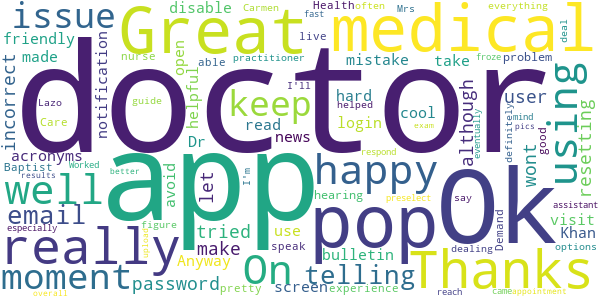 issue
Great
disable
Carmen
Health
often
Mrs
everything
friendly
made
nurse
open
fast
live
able
practitioner
medical
deal
incorrect
notification
doctor
helpful
keep
I'll
guide
helped
mistake
hard
take
cool
problem
froze
user
Lazo
Care
acronyms
Baptist
Worked
results
Dr
read
news
login
exam
although
eventually
definitely
mind
pics
good
using
resetting
well
app
avoid
let
better
I'm
happy
respond
Ok
wont
visit
assistant
Khan
options
email
especially
figure
tried
use
hearing
pop
preselect
say
Demand
really
make
speak
bulletin
dealing
moment
upload
Anyway
On
telling
Thanks
password
pretty
screen
experience
reach
came
appointment
overall